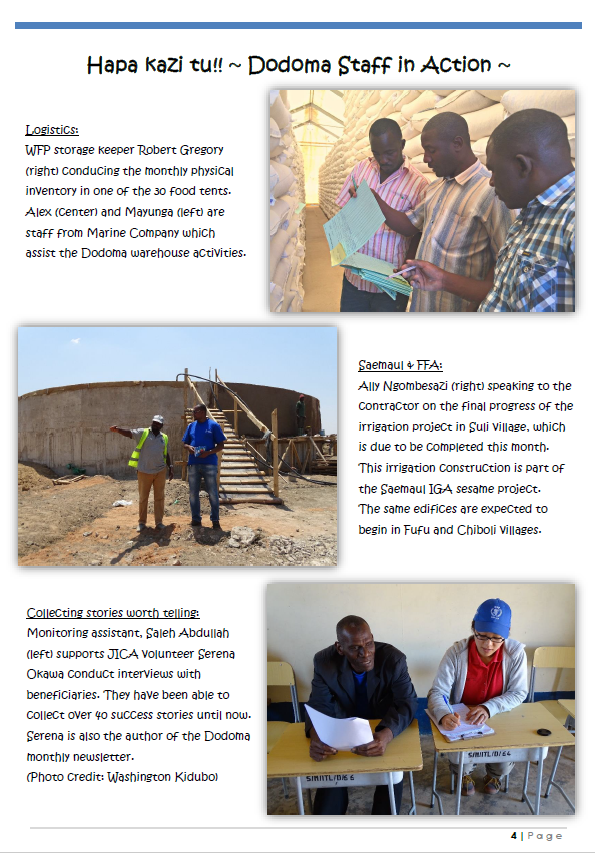 Hapa kazi tu!! ~ Dodoma Staff in Action ~
Logistics:
WFP storage keeper Robert Gregory
(right) conducing the monthly physical
inventory in one of the 30 food tents.
Alex (center) and Mayunga (left) are
staff from Marine Company which
assist the Dodoma warehouse activities.
Saemaul & FFA:
Ally Ngombesazi (right) speaking to the
contractor on the final progress of the
irrigation project in Suli Village, which
is due to be completed this month.
This irrigation construction is part of
the Saemaul IGA sesame project.
The same edifices are expected to
begin in Fufu and Chiboli Villages.
Collecting stories worth telling:
Monitoring assistant, Saleh Abdullah
(left) supports JICA Volunteer Serena
Okawa conduct interviews with
beneficiaries. They have been able to
collect over 40 success stories until now.
Serena is also the author of the Dodoma
monthly newsletter.
(Photo Credit: Washington Kidubo)
4 | Page